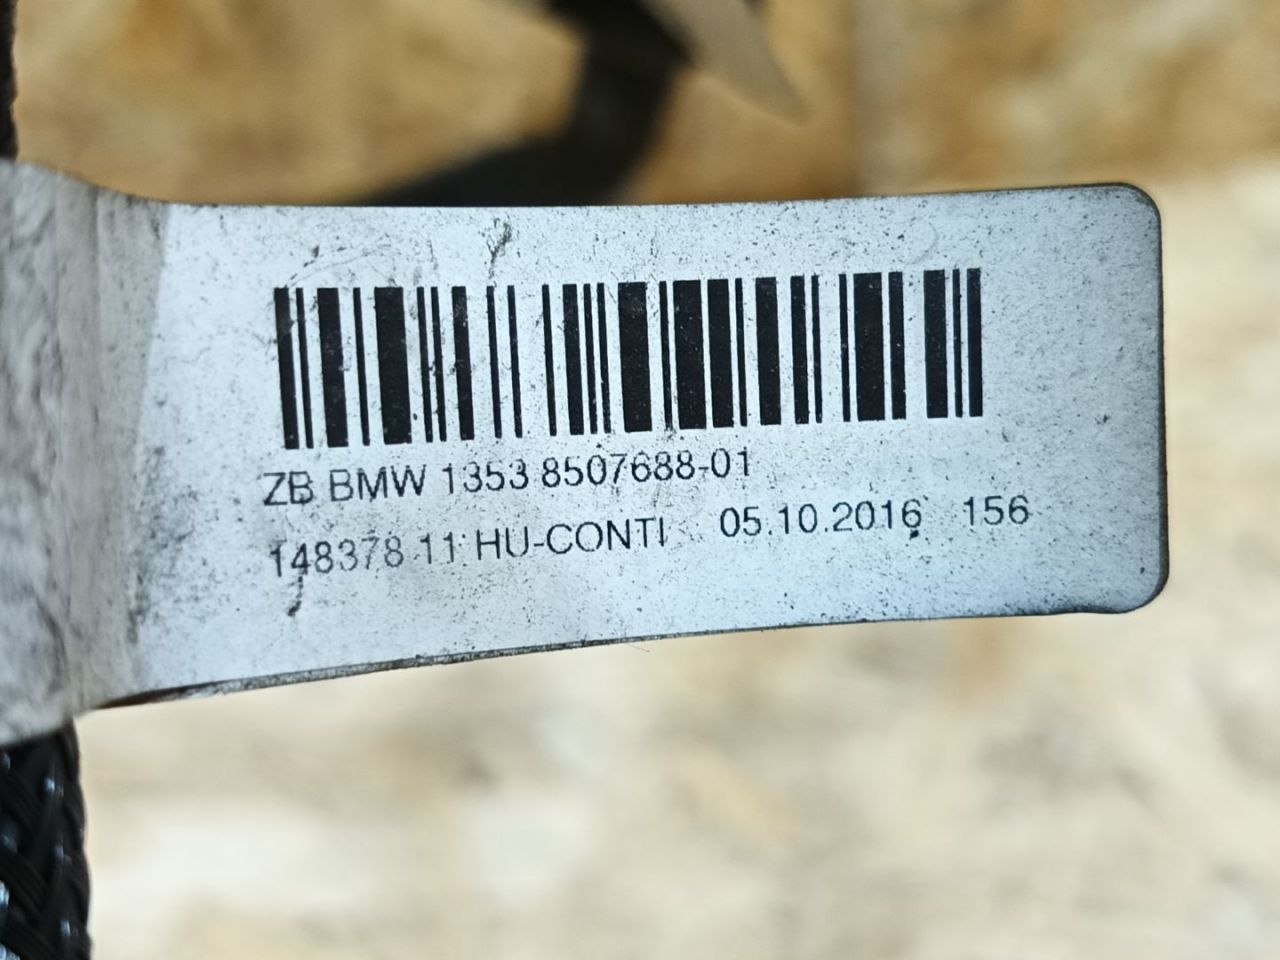 ZB BMW 1353 8507688-01
148378 11 HU-CONTI 05.10.2016 156